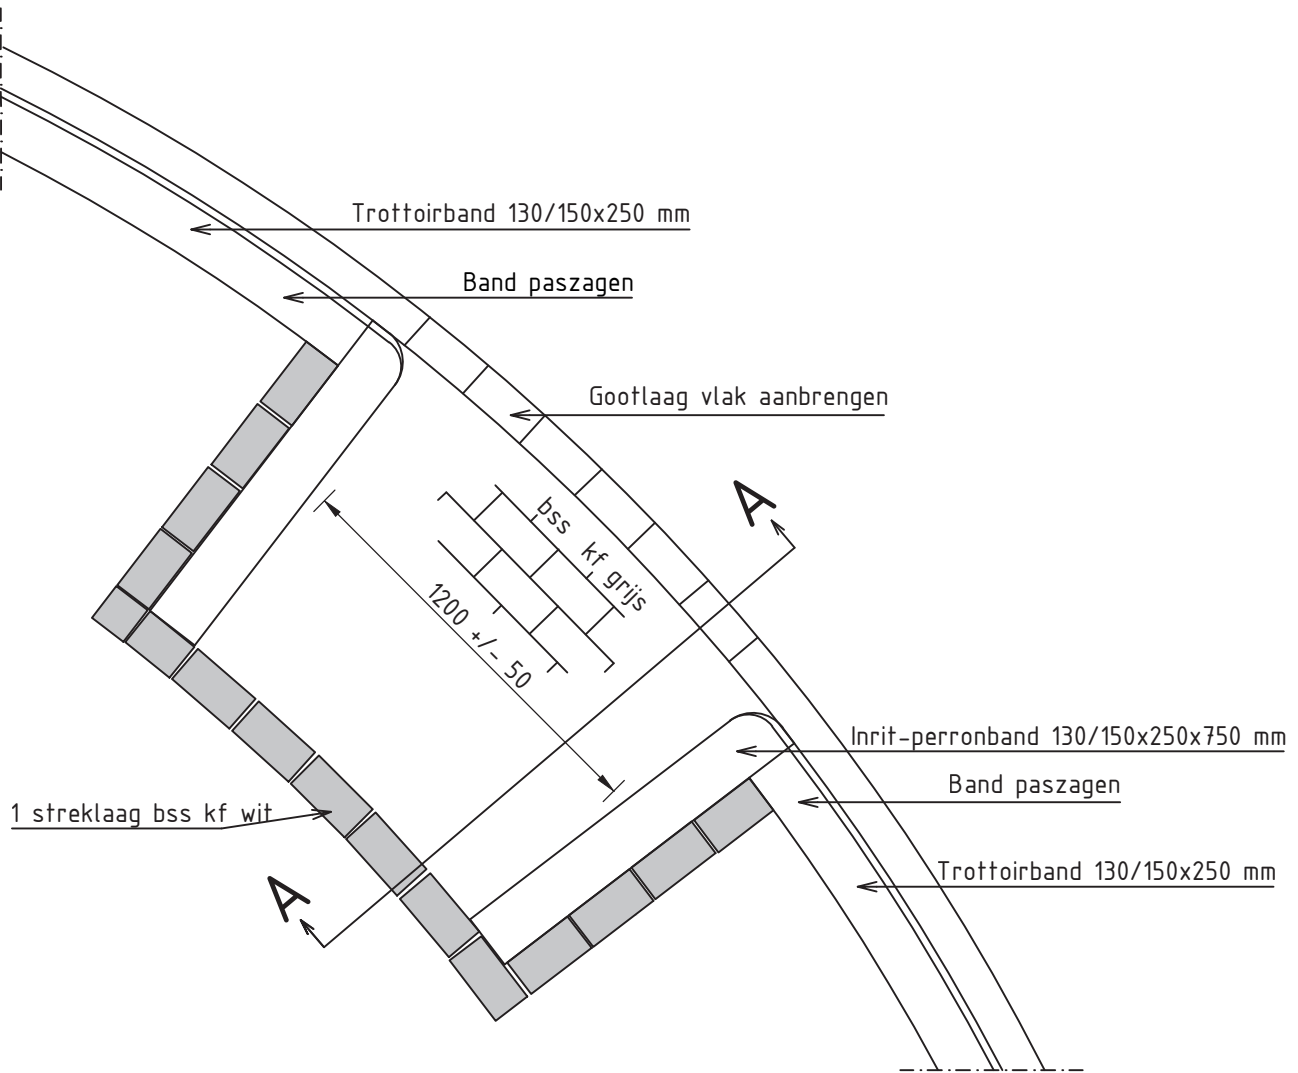 Trottoirband 130/150x250 mm
Band paszagen
Gootlaag vlak aanbrengen
A
bss kf grijs
1200 +/- 50
Inrit-perronband 130/150x250x750 mm
Band paszagen
1 streklaag bss kf wit
Trottoirband 130/150x250 mm
A